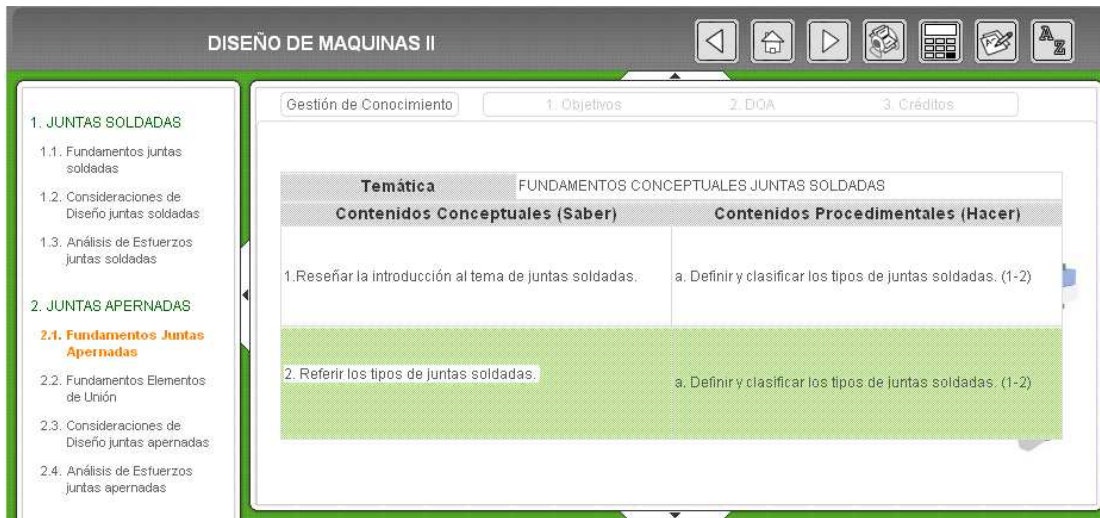 DISEÑO DE MAQUINAS II
A
Z
1. JUNTAS SOLDADAS
1.1. Fundamentos juntas
soldadas
1.2. Consideraciones de
Diseño juntas soldadas
1.3. Análisis de Esfuerzos
juntas soldadas
2. JUNTAS APERNADAS
2.1. Fundamentos Juntas
Apernadas
2.2. Fundamentos Elementos
de Unión
2.3. Consideraciones de
Diseño juntas apernadas
2.4. Análisis de Esfuerzos
juntas apernadas
Gestión de Conocimiento
1. Objetivos
2. DOA
3. Créditos
Temática
FUNDAMENTOS CONCEPTUALES JUNTAS SOLDADAS
Contenidos Conceptuales (Saber)
Contenidos Procedimentales (Hacer)
1.Reseñar la introducción al tema de juntas soldadas.
a. Definir y clasificar los tipos de juntas soldadas. (1-2)
2. Referir los tipos de juntas soldadas.
a. Definir y clasificar los tipos de juntas soldadas. (1-2)